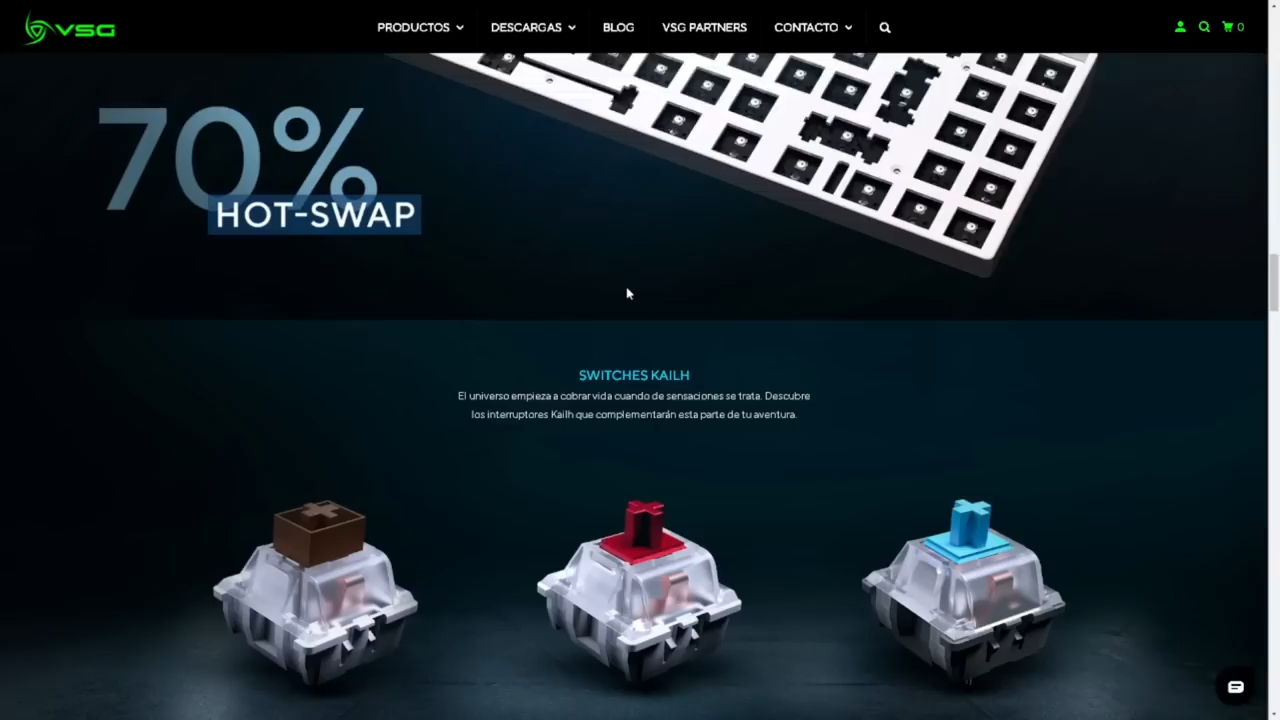 VSG
PRODUCTOS
DESCARGAS
BLOG
VSG PARTNERS
CONTACTO
0
70%
HOT-SWAP
SWITCHES KAILH
El universo empieza a cobrar vida cuando de sensaciones se trata. Descubre
los interruptores Kailh que complementarán esta parte de tu aventura.